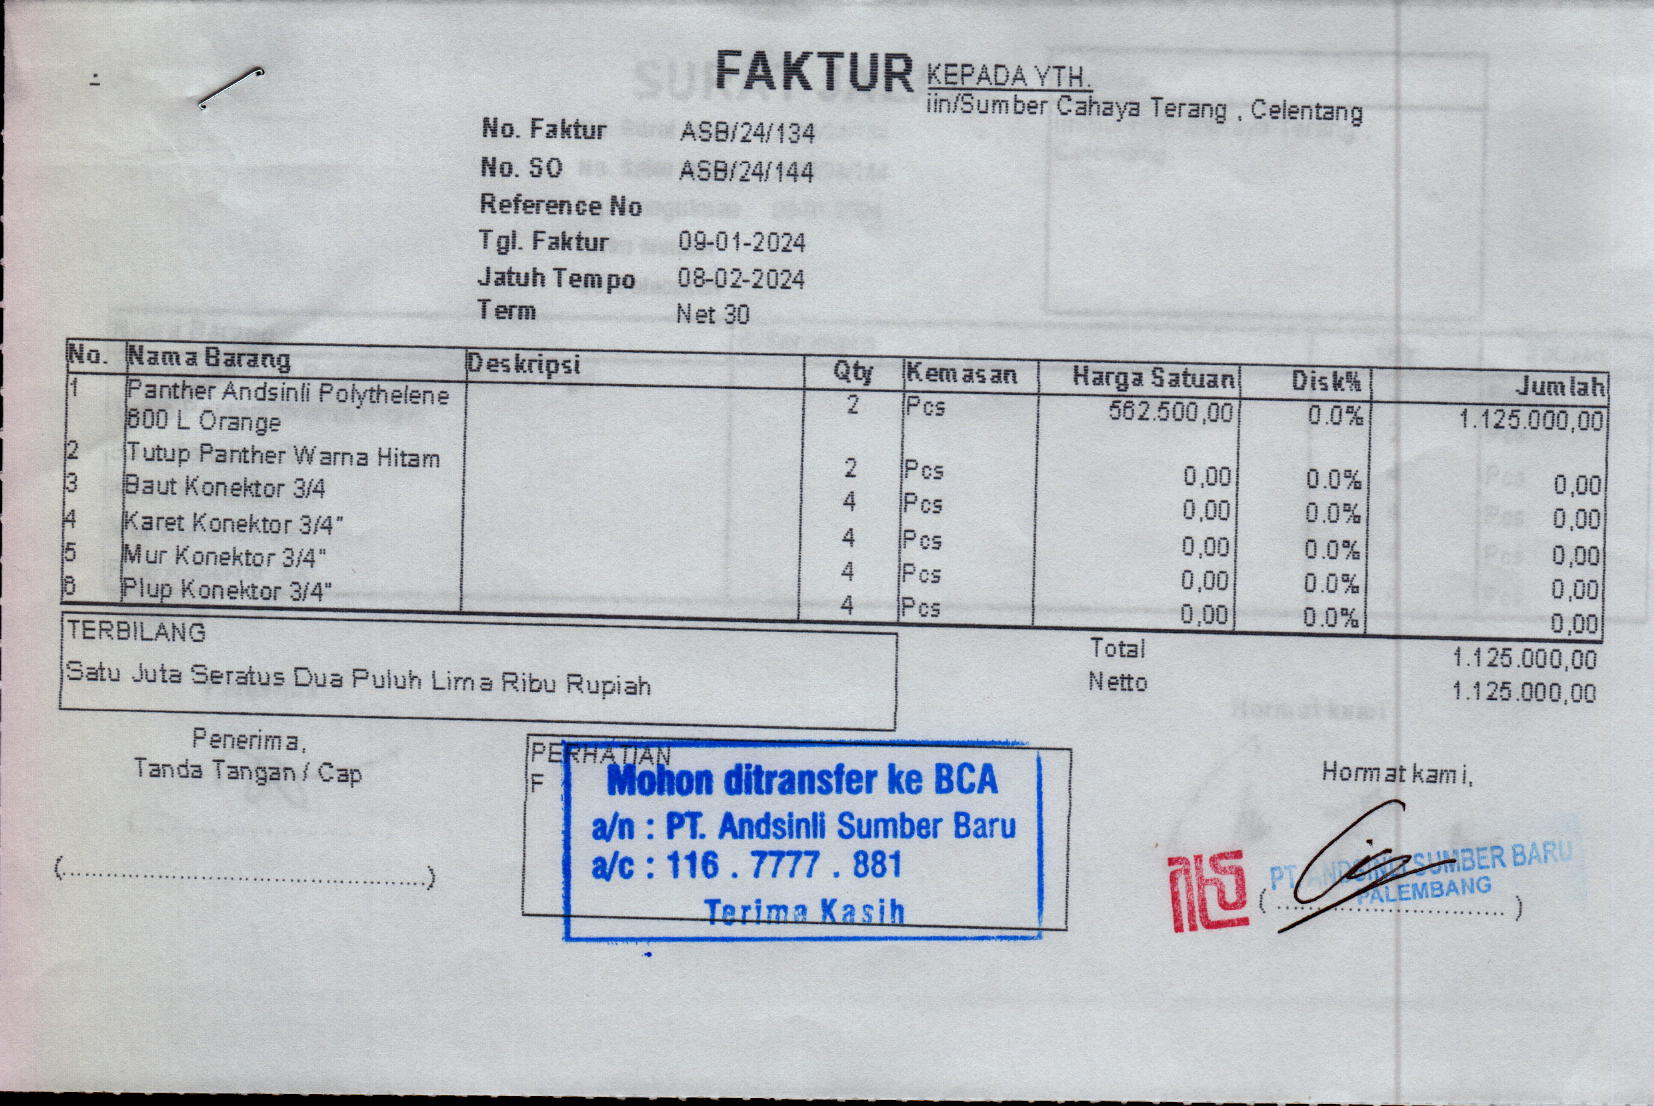 FAKTUR
KEPADA YTH.
iin/Sumber Cahaya Terang , Celentang
No. Faktur ASB/24/134
No. SO ASB/24/144
Reference No
Tgl. Faktur 09-01-2024
Jatuh Tempo 08-02-2024
Term Net 30
No. Nama Barang Deskripsi Qty Kemasan Harga Satuan Disk% Jumlah
1 Panther Andsinli Polythelene 2 Pcs 562.500,00 0.0% 1.125.000,00
600 L Orange
2 Tutup Panther Warna Hitam 2 Pcs 0,00 0.0% 0,00
3 Baut Konektor 3/4 4 Pcs 0,00 0.0% 0,00
4 Karet Konektor 3/4" 4 Pcs 0,00 0.0% 0,00
5 Mur Konektor 3/4" 4 Pcs 0,00 0.0% 0,00
6 Plup Konektor 3/4" 4 Pcs 0,00 0.0% 0,00
TERBILANG
Satu Juta Seratus Dua Puluh Lima Ribu Rupiah
Total 1.125.000,00
Netto 1.125.000,00
Penerima,
Tanda Tangan / Cap
(..................................................)
PERHATIAN
F
Mohon ditransfer ke BCA
a/n : PT. Andsinli Sumber Baru
a/c : 116 . 7777 . 881
Terima Kasih
Hormat kami,
PT. ANDSINLI SUMBER BARU
PALEMBANG
(................................)